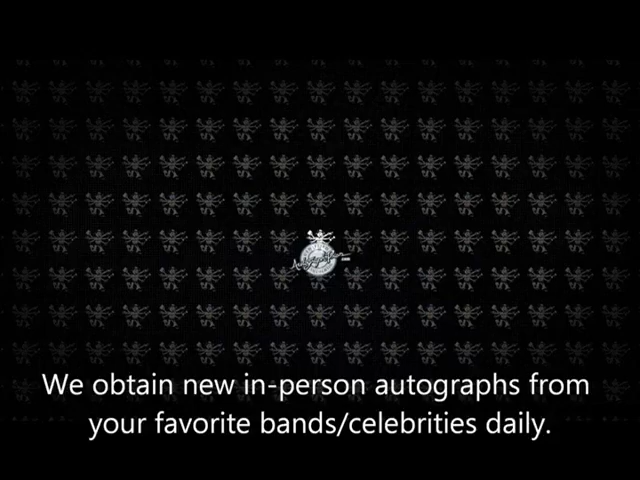 We obtain new in-person autographs from
your favorite bands/celebrities daily.